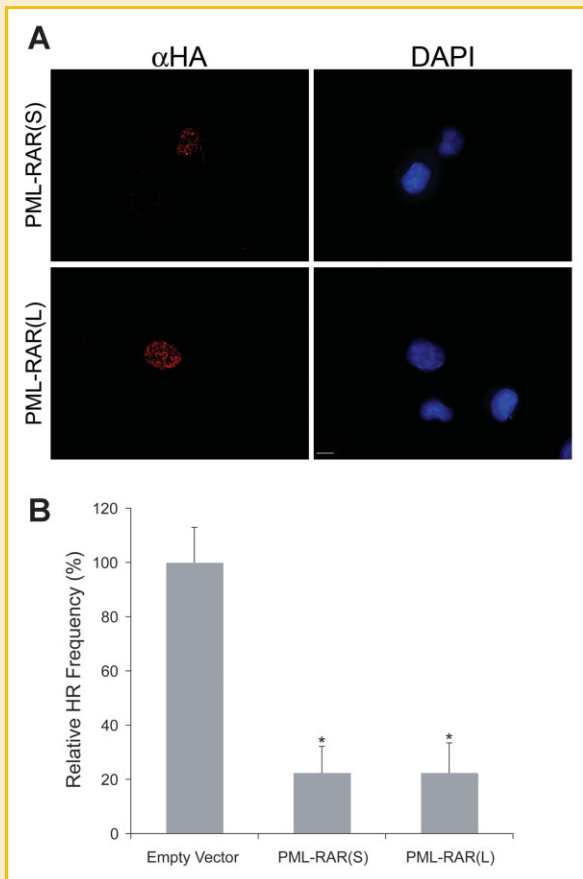 A
αHA DAPI
PML-RAR(S)
PML-RAR(L)
B
Relative HR Frequency (%)
120
100
80
60
40
20
0
* *
Empty Vector PML-RAR(S) PML-RAR(L)